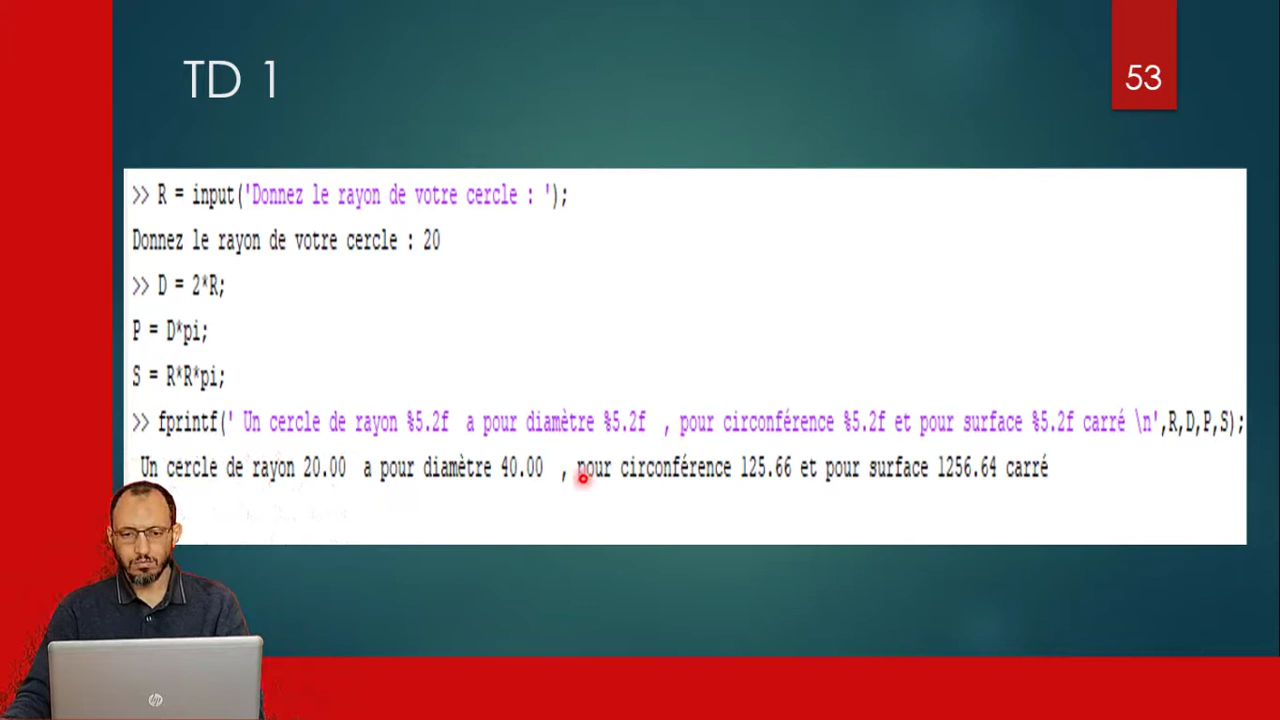 TD 1
53
>> R = input('Donnez le rayon de votre cercle : ');
Donnez le rayon de votre cercle : 20
>> D = 2*R;
P = D*pi;
S = R*R*pi;
>> fprintf(' Un cercle de rayon %5.2f  a pour diamètre %5.2f  , pour circonférence %5.2f et pour surface %5.2f carré \n',R,D,P,S);
Un cercle de rayon 20.00  a pour diamètre 40.00  , pour circonférence 125.66 et pour surface 1256.64 carré
hp